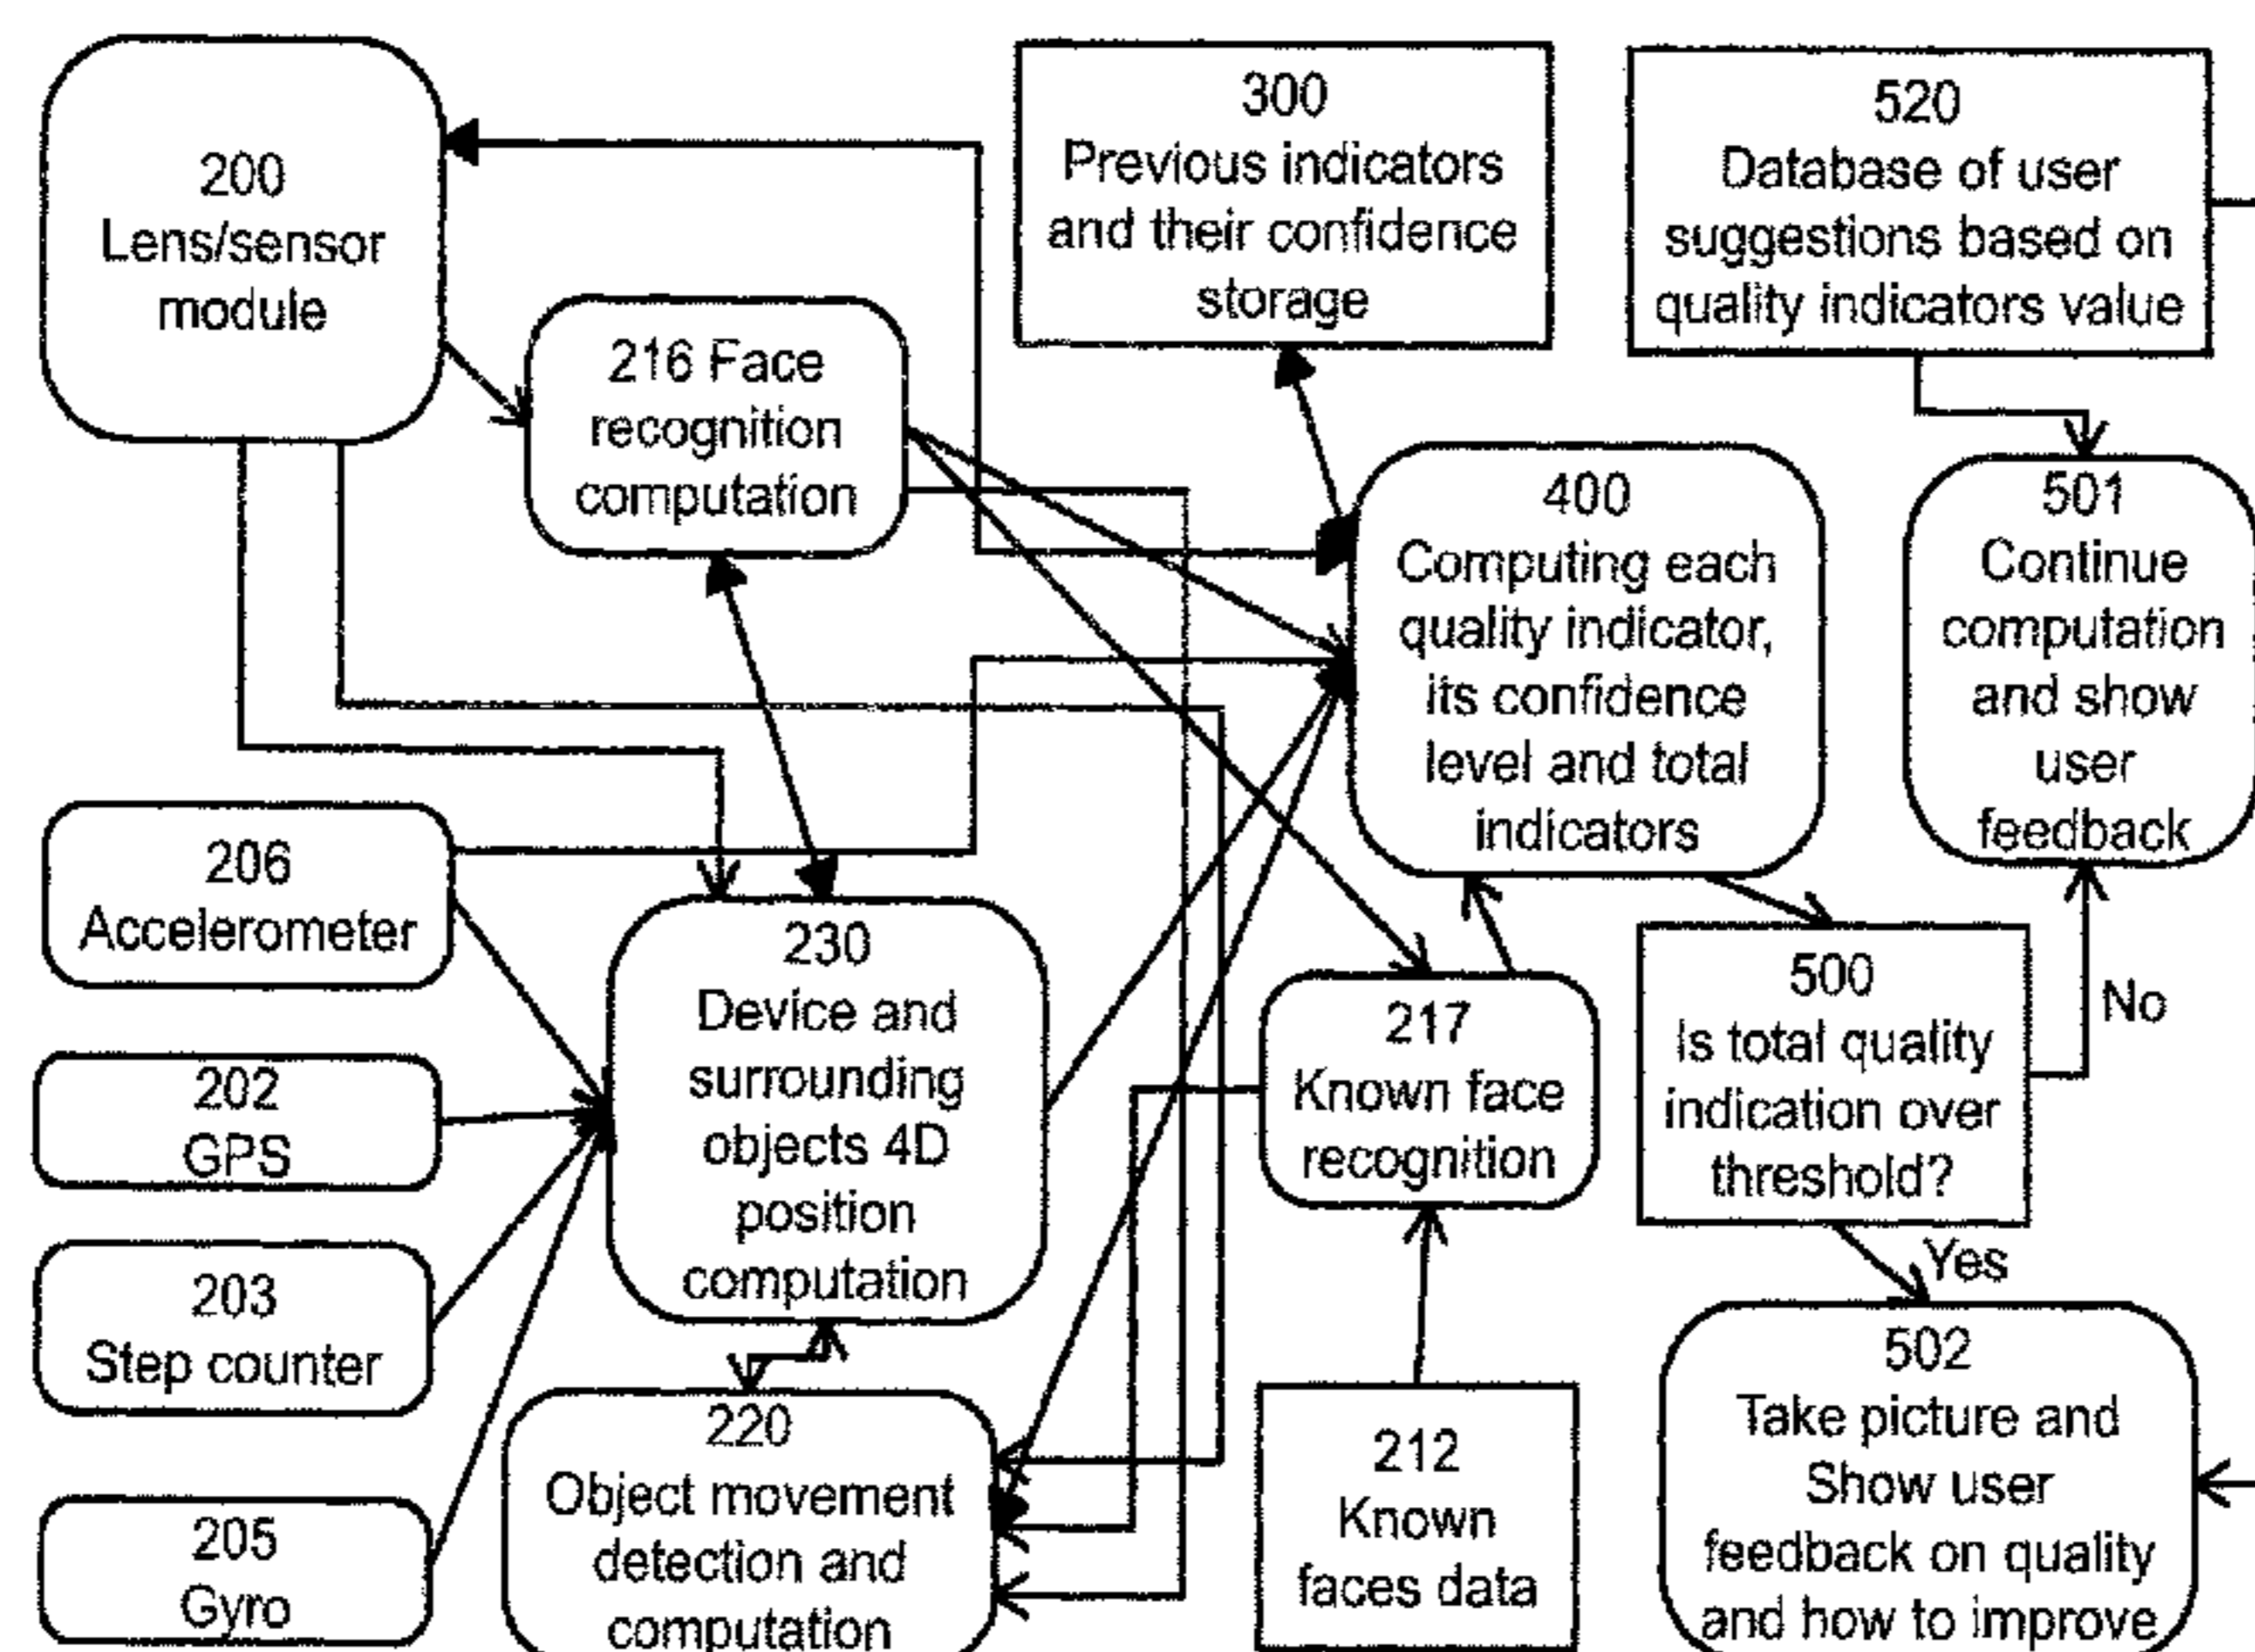 200
Lens/sensor
module
300
Previous indicators
and their confidence
storage
520
Database of user
suggestions based on
quality indicators value
216 Face
recognition
computation
400
Computing each
quality indicator,
its confidence
level and total
indicators
501
Continue
computation
and show
user
feedback
206
Accelerometer
230
Device and
surrounding
objects 4D
position
computation
202
GPS
217
Known face
recognition
500
Is total quality
indication over
threshold?
No
Yes
203
Step counter
220
Object movement
detection and
computation
212
Known
faces data
502
Take picture and
Show user
feedback on quality
and how to improve
205
Gyro